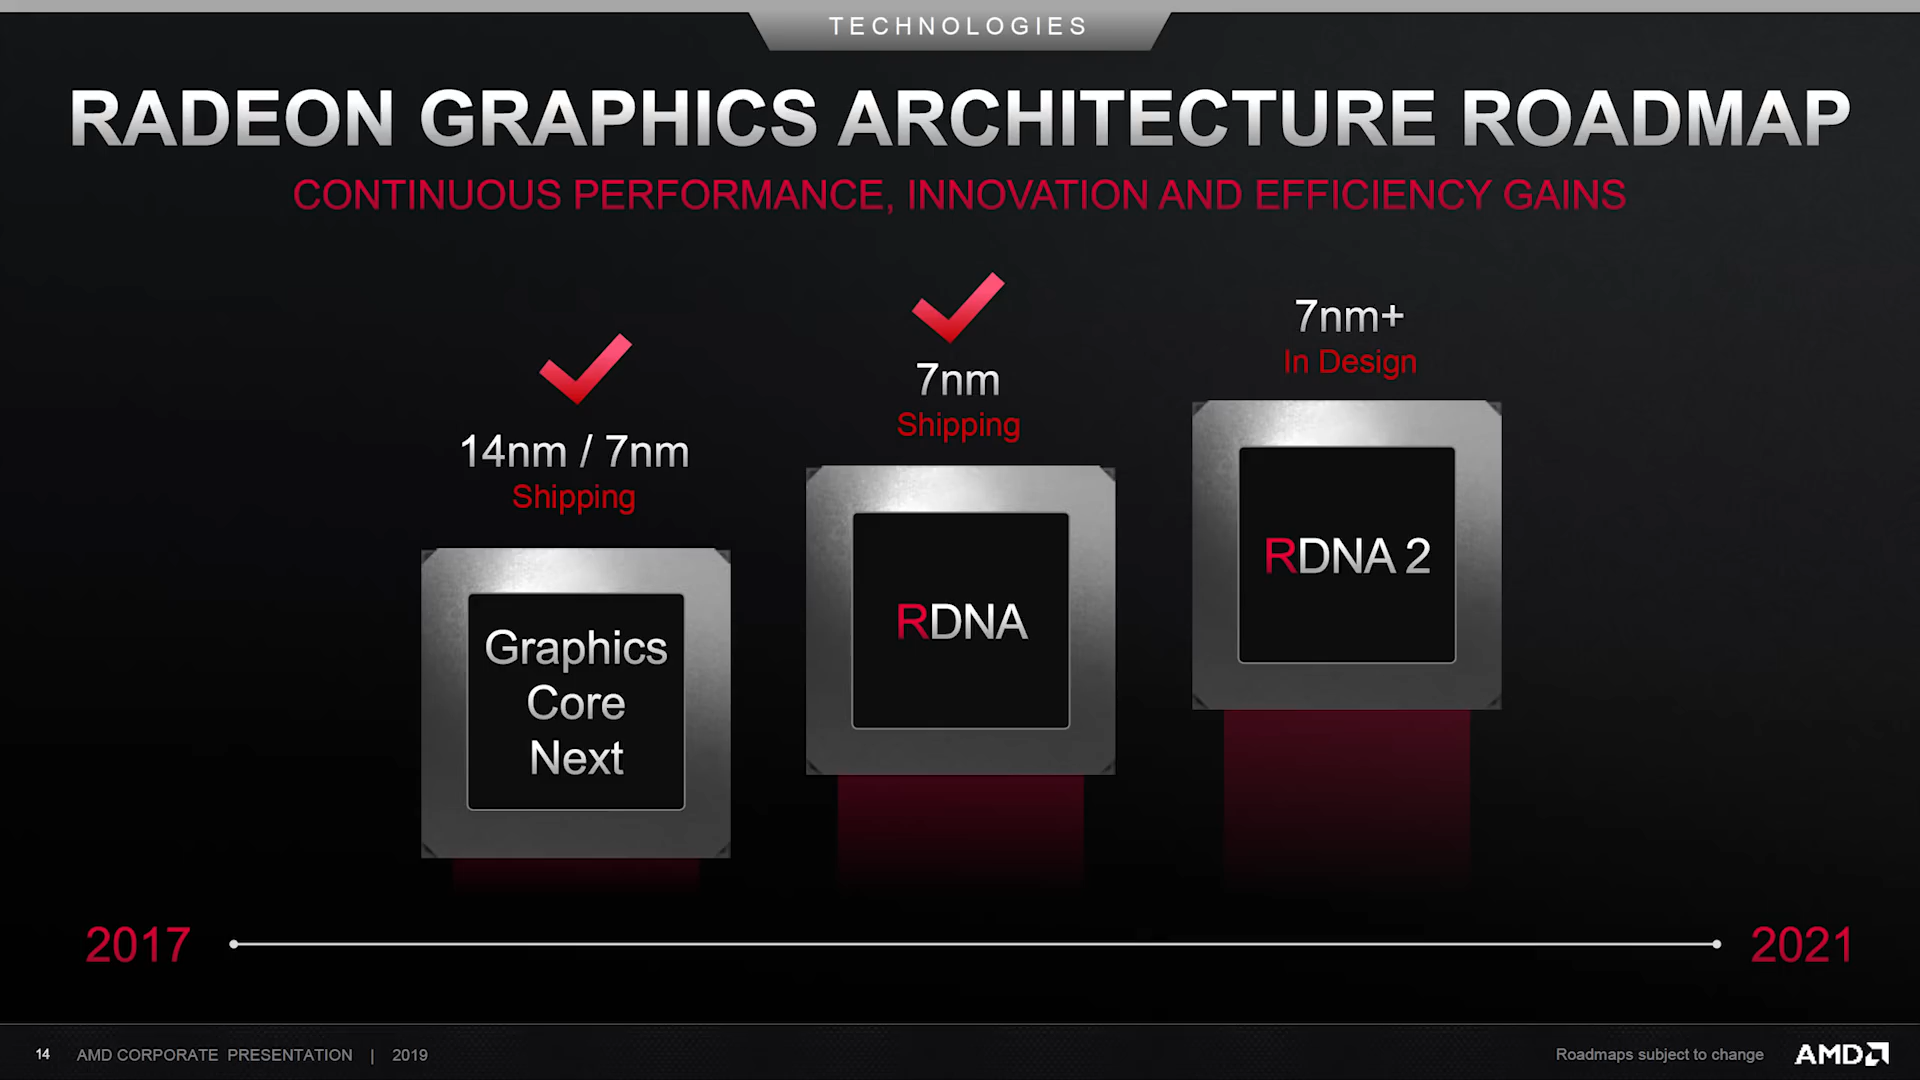 TECHNOLOGIES
RADEON GRAPHICS ARCHITECTURE ROADMAP
CONTINUOUS PERFORMANCE, INNOVATION AND EFFICIENCY GAINS
14nm / 7nm
Shipping
Graphics
Core
Next
7nm
Shipping
RDNA
7nm+
In Design
RDNA 2
2017
2021
14 AMD CORPORATE PRESENTATION | 2019
Roadmaps subject to change
AMD